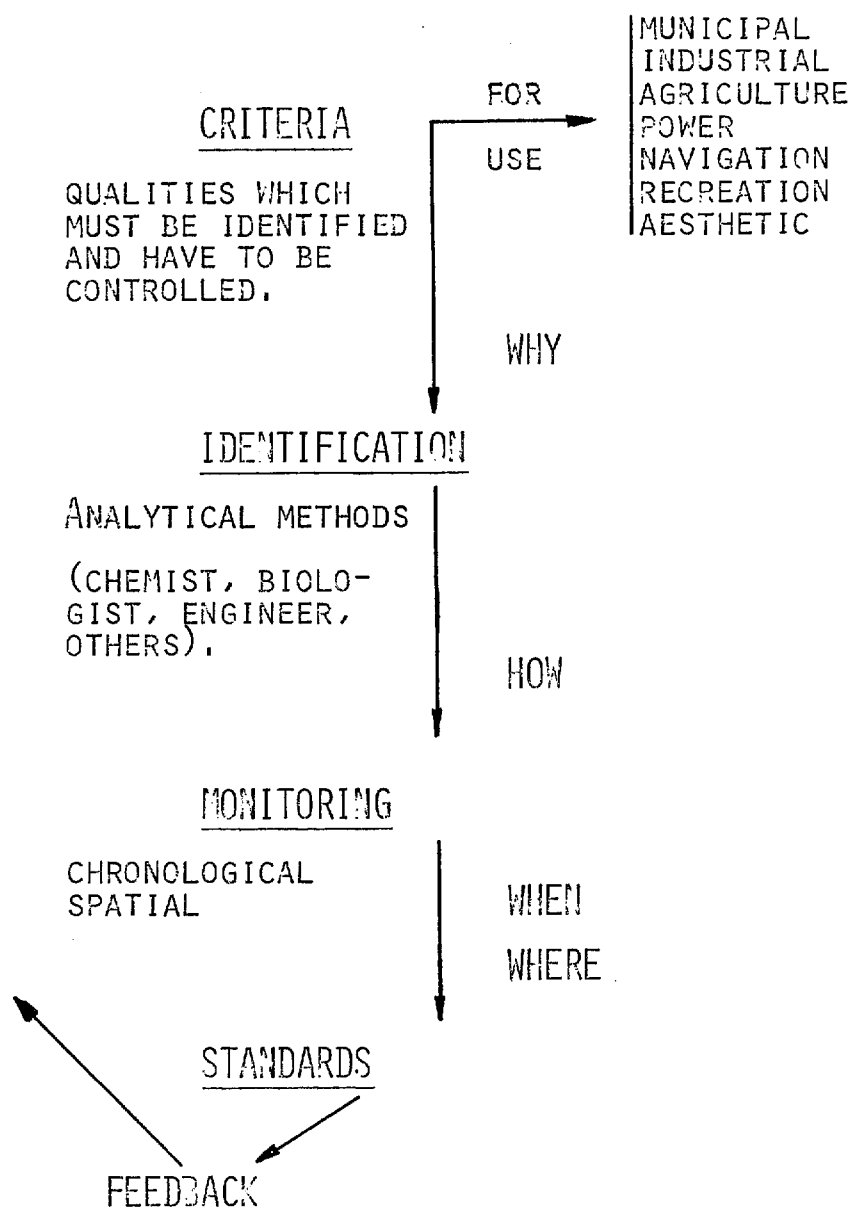 MUNICIPAL
INDUSTRIAL
AGRICULTURE
POWER
NAVIGATION
RECREATION
AESTHETIC
FOR
USE
CRITERIA
QUALITIES WHICH
MUST BE IDENTIFIED
AND HAVE TO BE
CONTROLLED.
WHY
IDENTIFICATION
ANALYTICAL METHODS
(CHEMIST, BIOLO-
GIST, ENGINEER,
OTHERS).
HOW
MONITORING
CHRONOLOGICAL
SPATIAL
WHEN
WHERE
STANDARDS
FEEDBACK